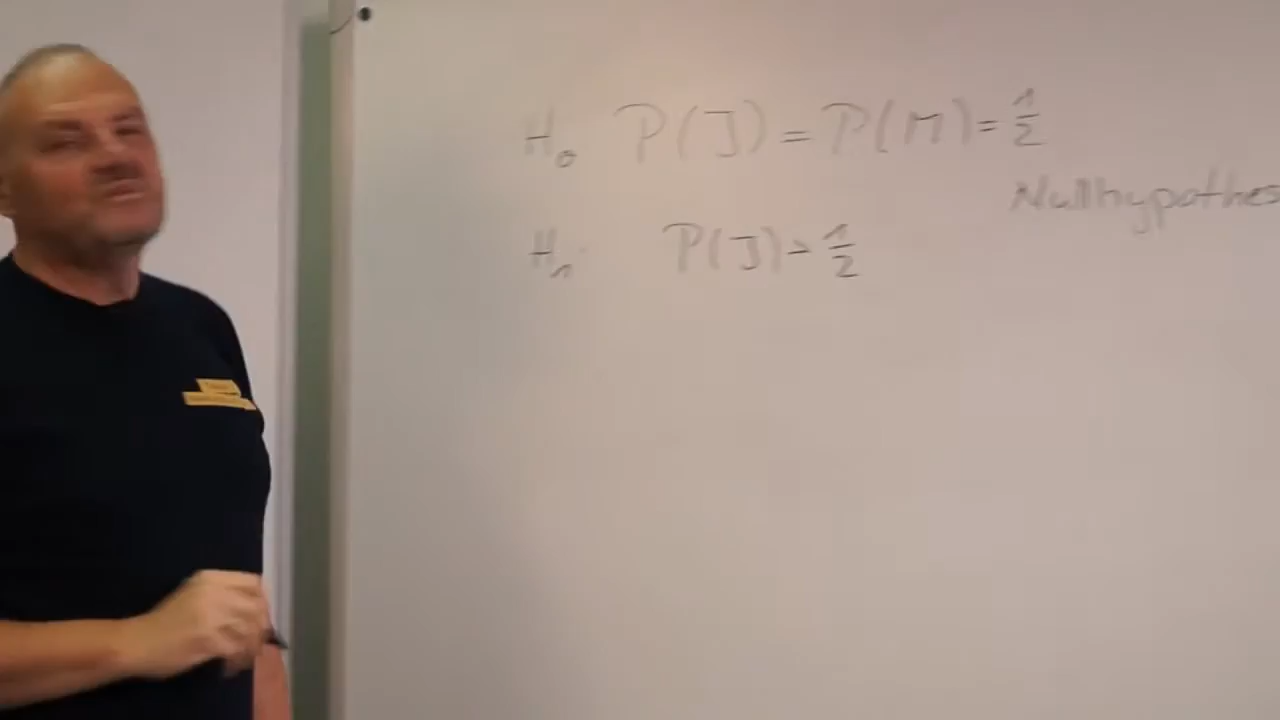 H₀ P(J) = P(M) = 1/2
Nullhypothes
H₁ P(J) > 1/2